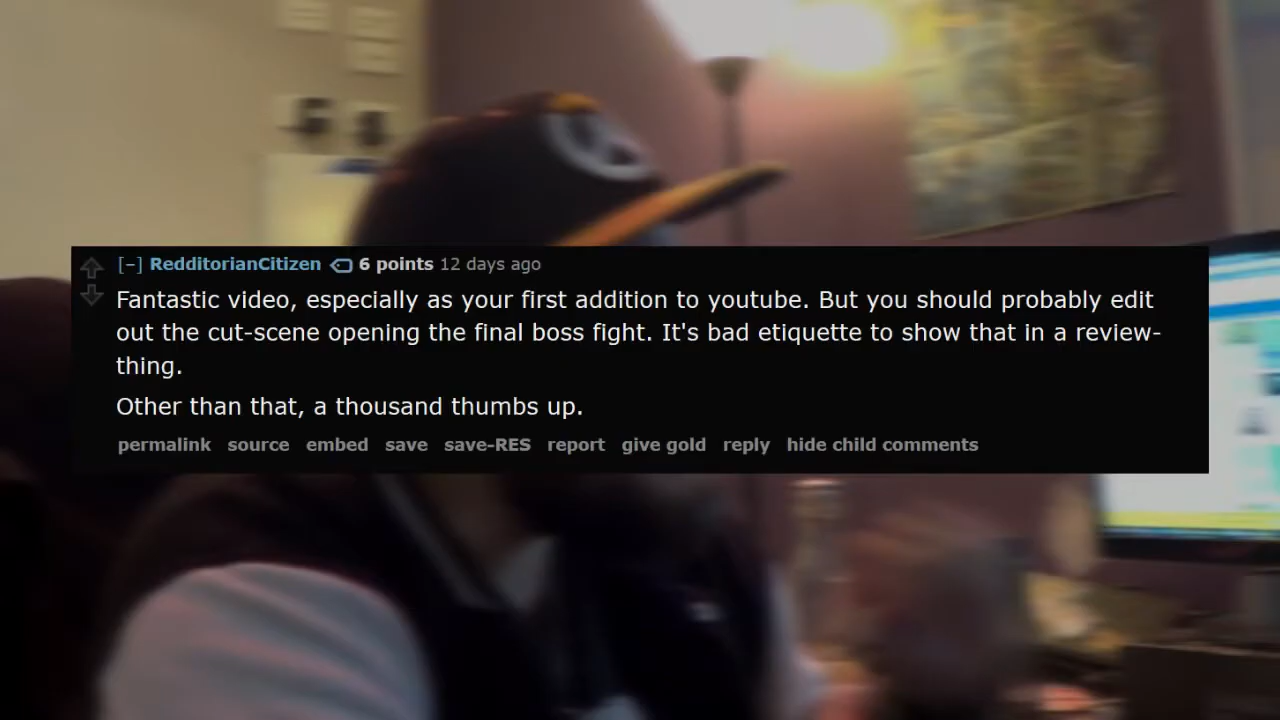 [−] RedditorianCitizen 6 points 12 days ago
Fantastic video, especially as your first addition to youtube. But you should probably edit
out the cut-scene opening the final boss fight. It's bad etiquette to show that in a review-
thing.
Other than that, a thousand thumbs up.
permalink source embed save save-RES report give gold reply hide child comments